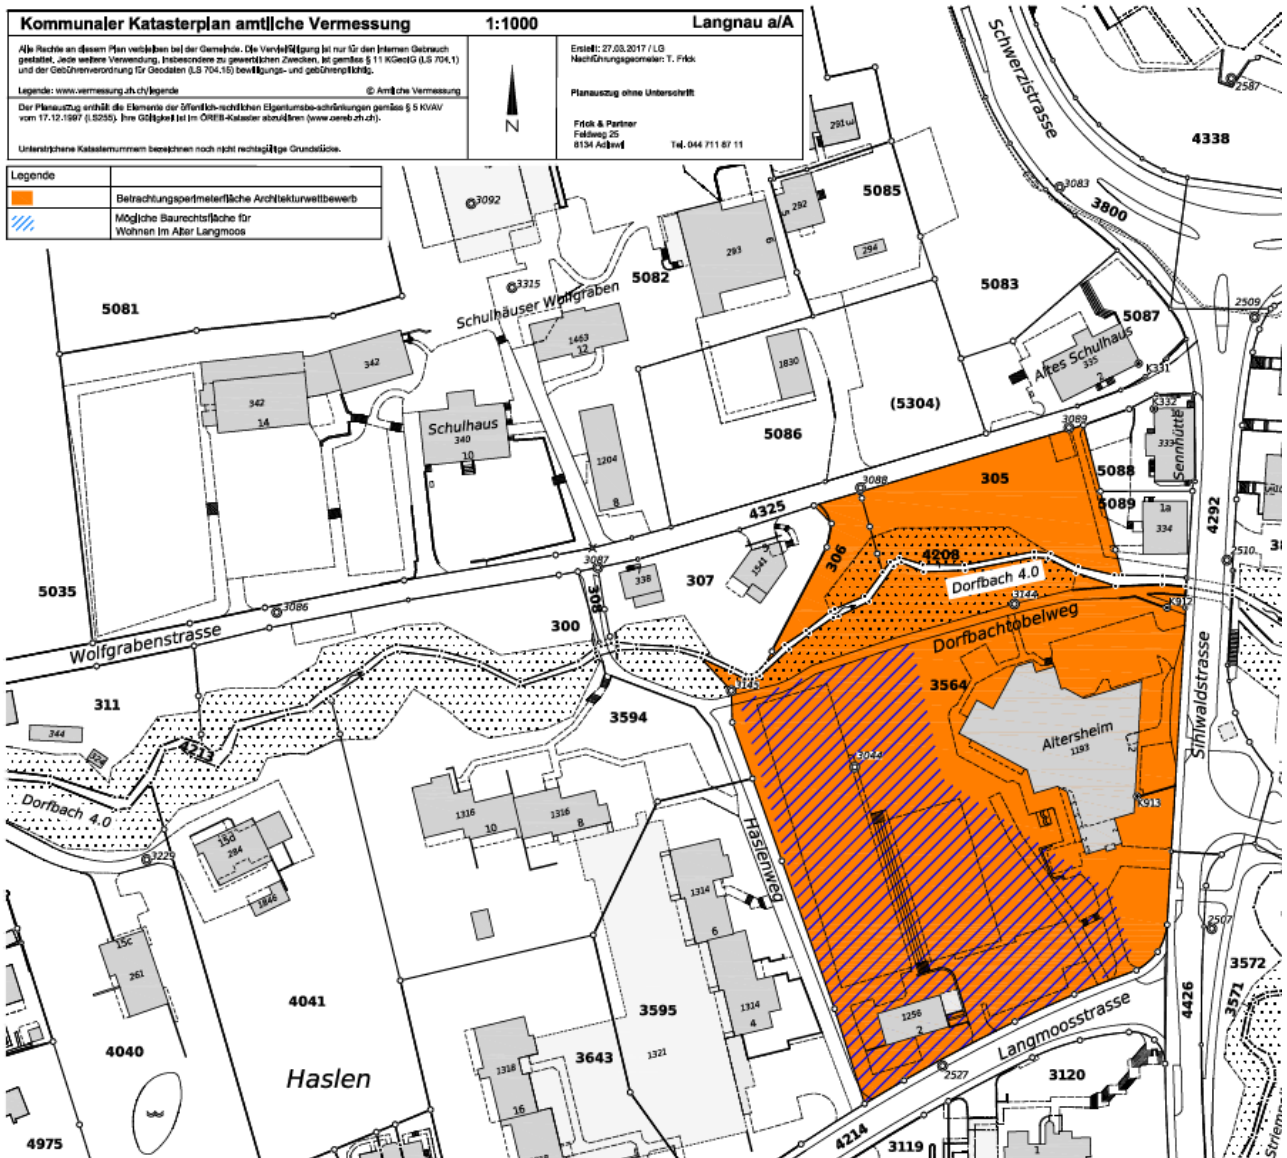 Kommunaler Katasterplan amtliche Vermessung
1:1000
Langnau a/A
Alle Rechte an diesem Plan verbleiben bei der Gemeinde. Die Vervielfältigung ist nur für den internen Gebrauch
gestattet. Jede weitere Verwendung, insbesondere zu gewerblichen Zwecken, ist gemäss § 11 KGeoIG (LS 704.1)
und der Gebührenverordnung für Geodaten (LS 704.15) bewilligungs- und gebührenpflichtig.
Legende: www.vermessung.zh.ch/legende
© Amtliche Vermessung
Der Planauszug enthält die Elemente der öffentlich-rechtlichen Eigentumsbe-schränkungen gemäss § 5 KVAV
vom 17.12.1997 (LS255). Ihre Gültigkeit ist im ÖREB-Kataster abzuklären (www.oereb.zh.ch).
Unterstrichene Katasternummern bezeichnen noch nicht rechtsgültige Grundstücke.
N
Erstellt: 27.03.2017 / LG
Nachführungsgeometer: T. Frick
Planauszug ohne Unterschrift
Frick & Partner
Feldweg 25
8134 Adliswil
Tel. 044 711 87 11
Legende
Betrachtungsperimeterfläche Architekturwettbewerb
Mögliche Baurechtsfläche für
Wohnen im Alter Langmoos
Schwerzistrasse
2587
4338
291
3083
3800
5085
3092
292
5
293
6
294
5082
3315
Schulhäuser Wolfgraben
5083
5081
5087
2509
1463
12
Altes Schulhaus
335
2
K331
342
342
14
1830
(5304)
K332
3089
Schulhaus
340
10
5086
333
Sennhütte
1204
8
3088
305
5088
5089
1a
334
4292
4325
306
4208
2510
5035
3087
338
307
1541
Dorfbach 4.0
3144
K912
3086
308
300
Wolfgrabenstrasse
Dorfbachtobelweg
311
3145
3564
3594
Sihlwaldstrasse
344
4213
Altersheim
1193
12
3044
K913
Dorfbach 4.0
1316
10
1316
8
Haslenweg
15d
284
3229
1846
1314
6
2507
15c
261
3572
3571
4041
3595
1314
4
1256
2
4426
4040
Haslen
3643
1321
Langmoosstrasse
1318
16
2527
3120
4975
4214
3119
1